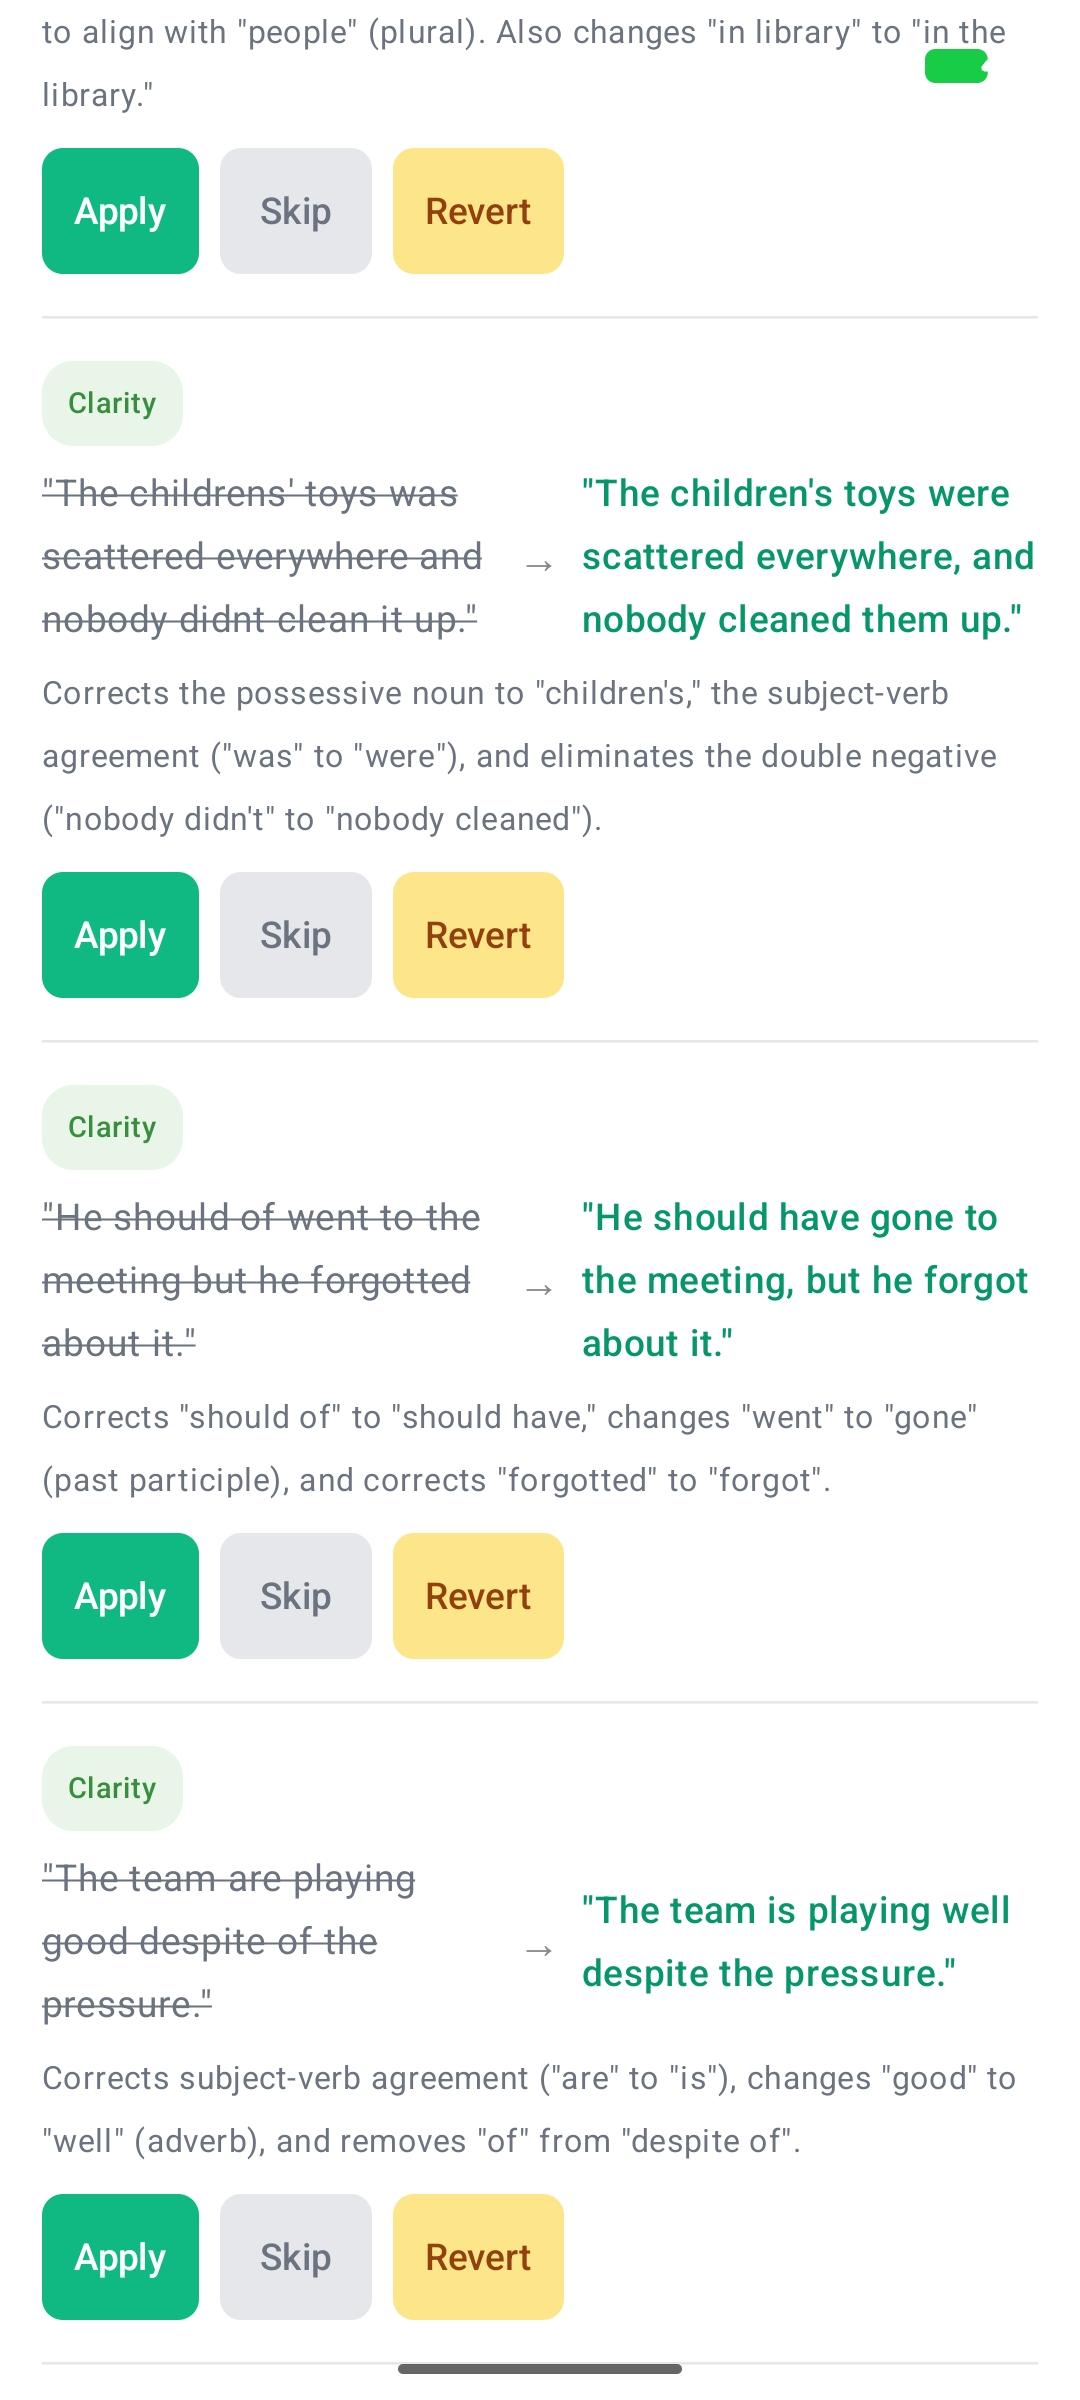 to align with "people" (plural). Also changes "in library" to "in the
library."
Apply Skip Revert
Clarity
"The childrens' toys was
scattered everywhere and
nobody didnt clean it up."
→
"The children's toys were
scattered everywhere, and
nobody cleaned them up."
Corrects the possessive noun to "children's," the subject-verb
agreement ("was" to "were"), and eliminates the double negative
("nobody didn't" to "nobody cleaned").
Apply Skip Revert
Clarity
"He should of went to the
meeting but he forgotted
about it."
→
"He should have gone to
the meeting, but he forgot
about it."
Corrects "should of" to "should have," changes "went" to "gone"
(past participle), and corrects "forgotted" to "forgot".
Apply Skip Revert
Clarity
"The team are playing
good despite of the
pressure."
→
"The team is playing well
despite the pressure."
Corrects subject-verb agreement ("are" to "is"), changes "good" to
"well" (adverb), and removes "of" from "despite of".
Apply Skip Revert